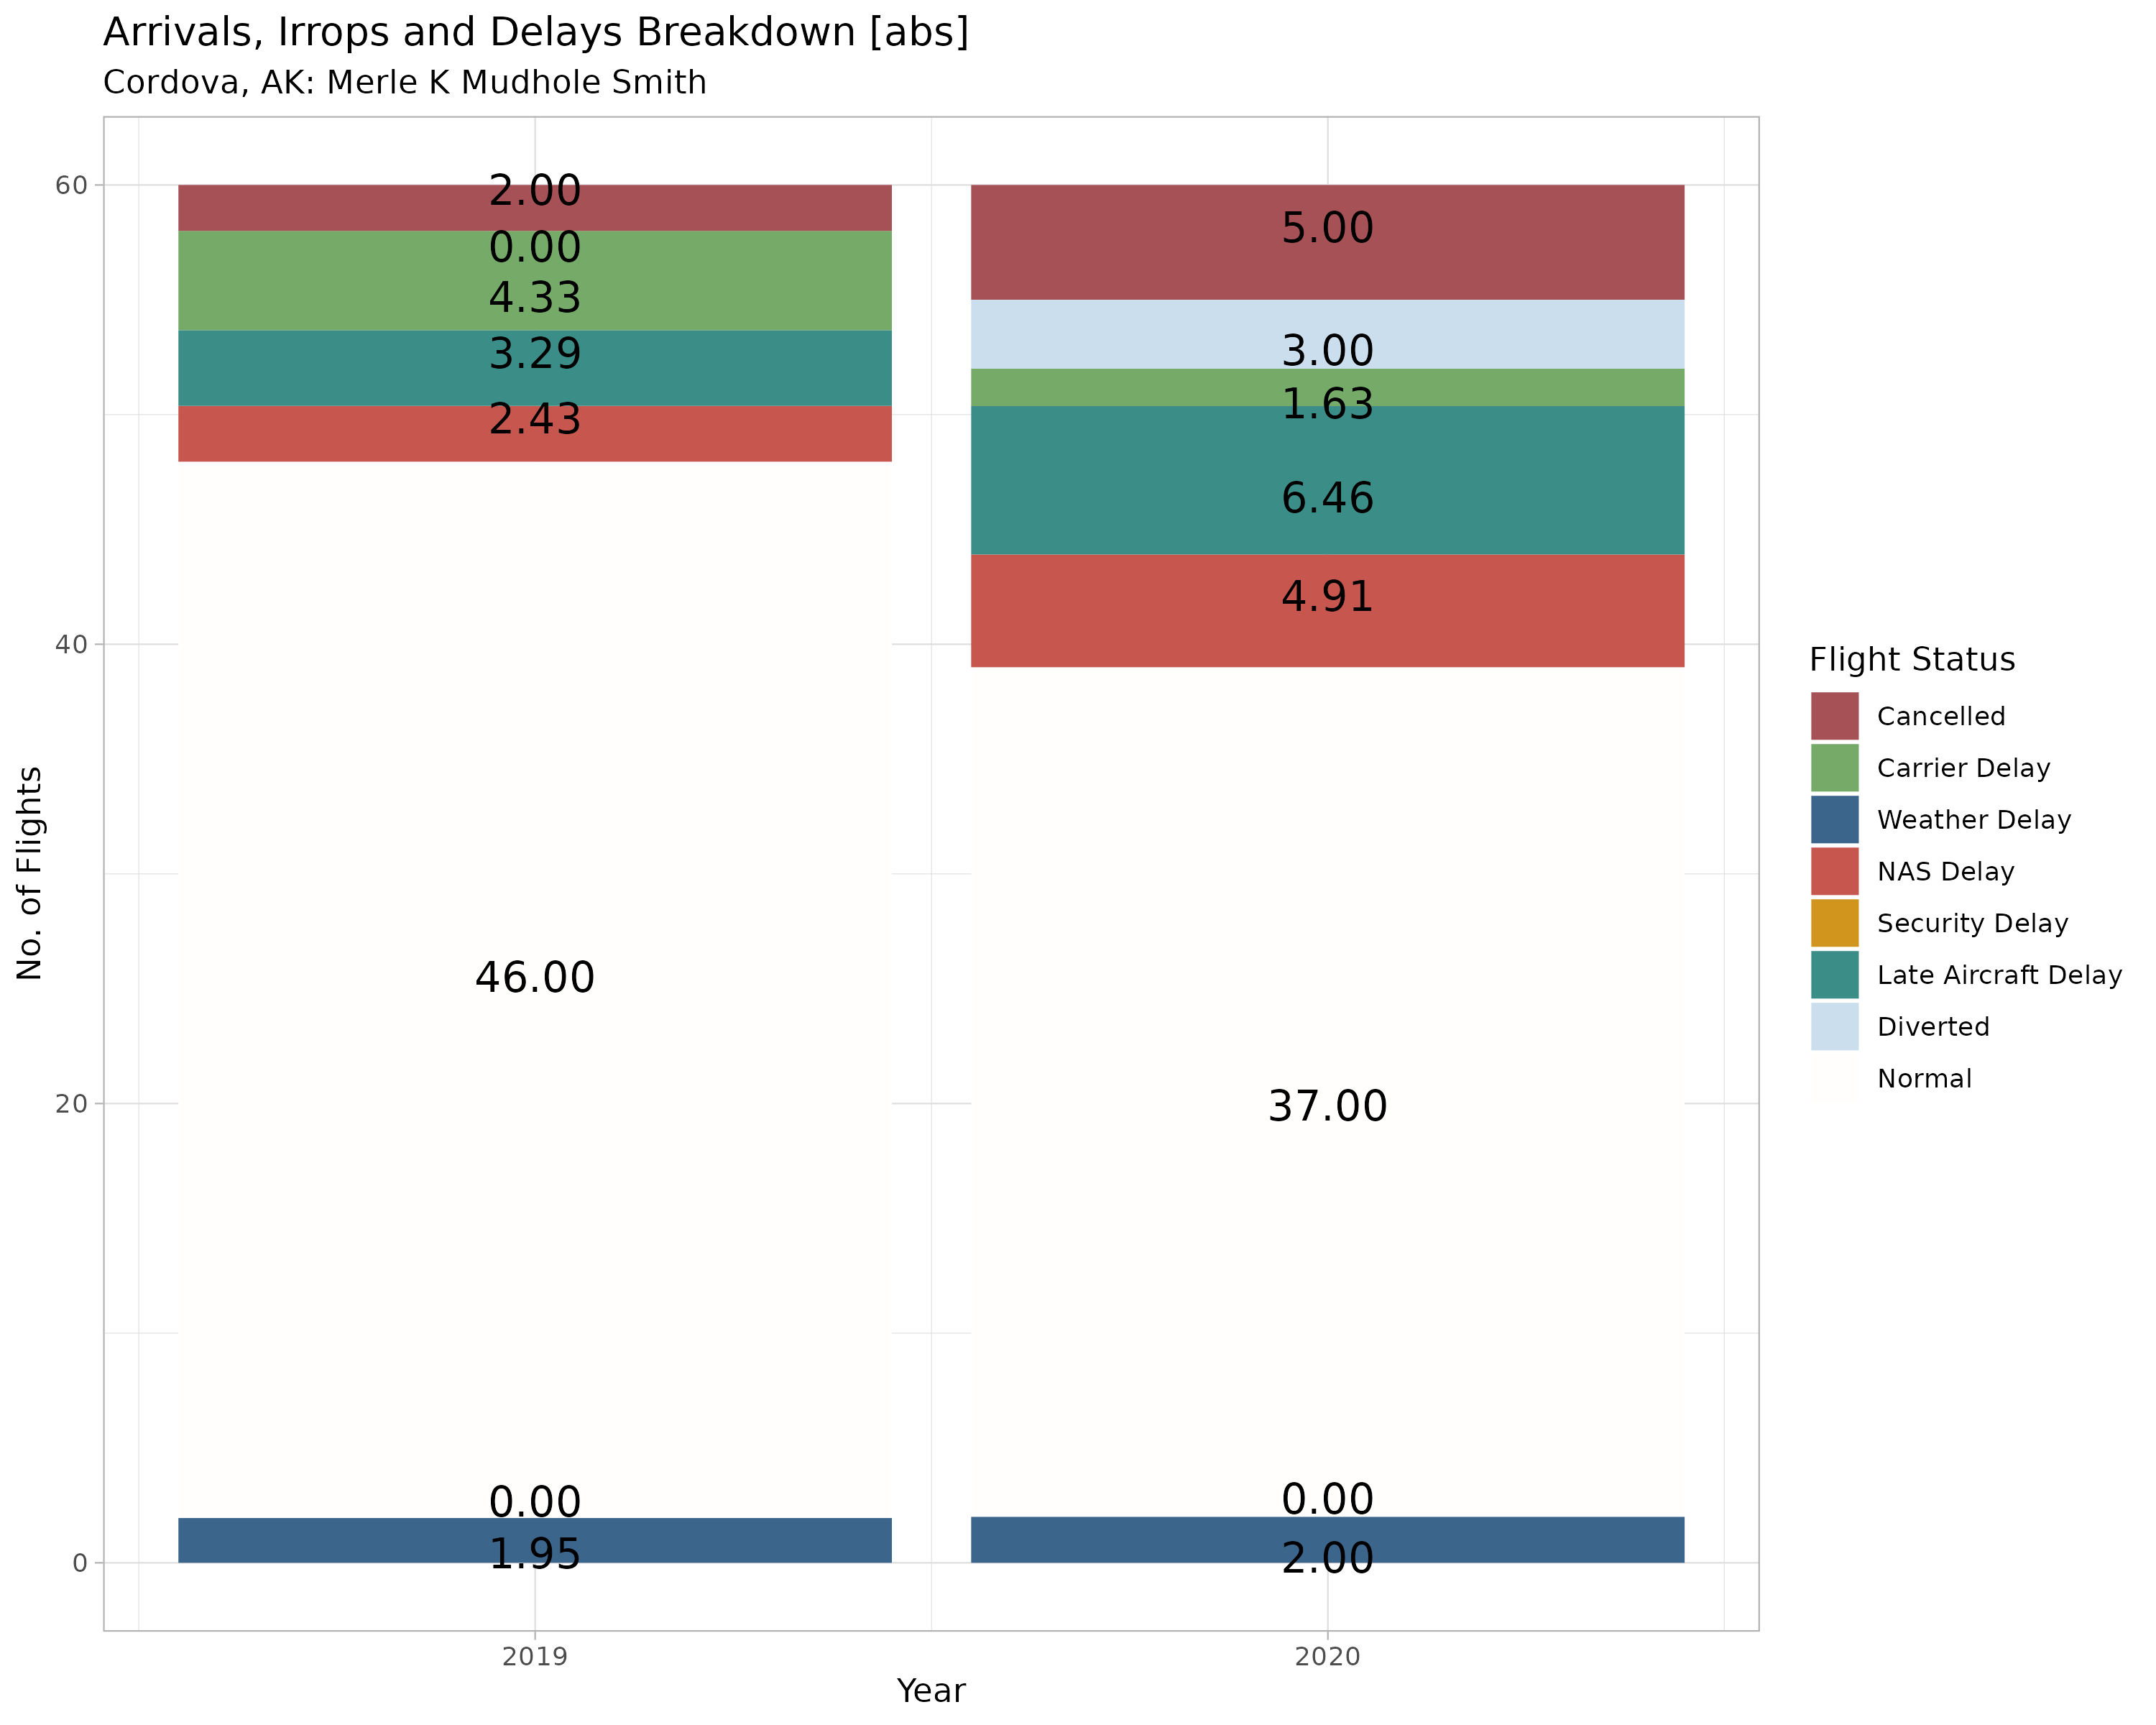 Arrivals, Irrops and Delays Breakdown [abs]
Cordova, AK: Merle K Mudhole Smith
No. of Flights
60
40
20
0
2.00
0.00
4.33
3.29
2.43
46.00
0.00
1.95
5.00
3.00
1.63
6.46
4.91
37.00
0.00
2.00
2019
2020
Year
Flight Status
Cancelled
Carrier Delay
Weather Delay
NAS Delay
Security Delay
Late Aircraft Delay
Diverted
Normal